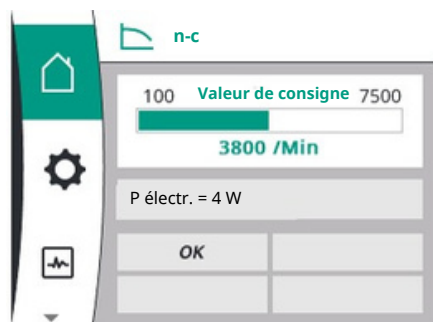 n-c
100 Valeur de consigne 7500
3800 /Min
P électr. = 4 W
OK